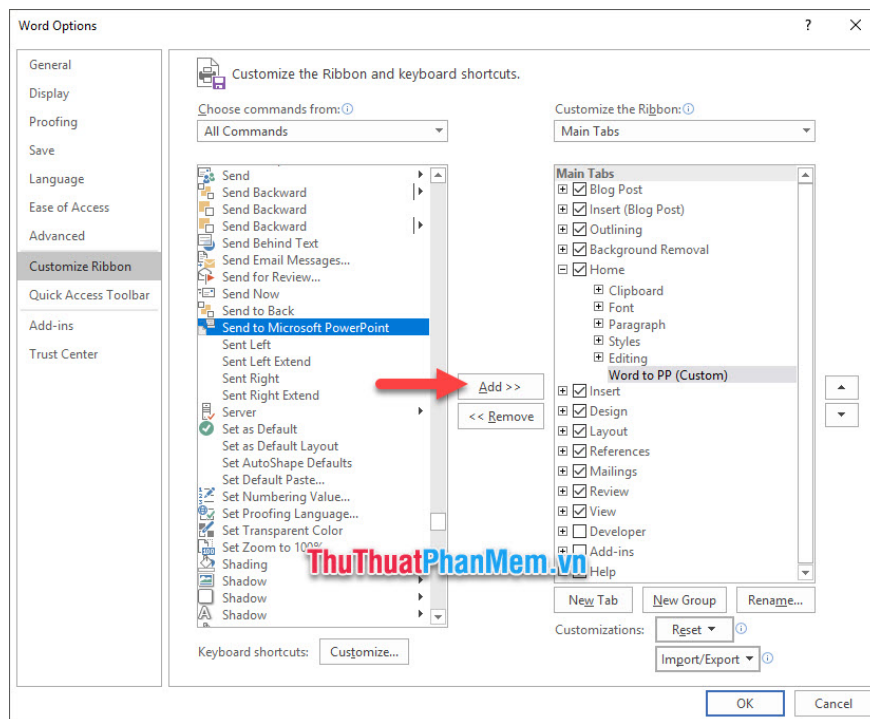 Word Options
General
Display
Proofing
Save
Language
Ease of Access
Advanced
Customize Ribbon
Quick Access Toolbar
Add-ins
Trust Center
Customize the Ribbon and keyboard shortcuts.
Choose commands from:
All Commands
Send
Send Backward
Send Backward
Send Backward
Send Behind Text
Send Email Messages...
Send for Review...
Send Now
Send to Back
Send to Microsoft PowerPoint
Sent Left
Sent Left Extend
Sent Right
Sent Right Extend
Server
Set as Default
Set as Default Layout
Set AutoShape Defaults
Set Default Paste...
Set Numbering Value...
Set Proofing Language...
Set Transparent Color
Set Zoom to 100%
Shading
Shadow
Shadow
Shadow
Keyboard shortcuts: Customize...
Add >>
<< Remove
Customize the Ribbon:
Main Tabs
Main Tabs
Blog Post
Insert (Blog Post)
Outlining
Background Removal
Home
Clipboard
Font
Paragraph
Styles
Editing
Word to PP (Custom)
Insert
Design
Layout
References
Mailings
Review
View
Developer
Add-ins
Help
New Tab New Group Rename...
Customizations: Reset
Import/Export
ThuThuatPhanMem.vn
OK Cancel